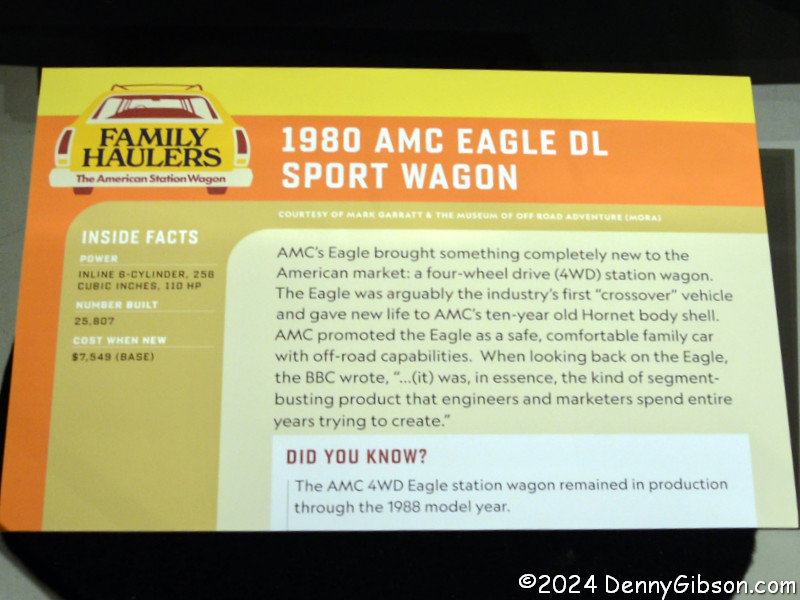 FAMILY
HAULERS
The American Station Wagon
1980 AMC EAGLE DL
SPORT WAGON
COURTESY OF MARK GARRATT & THE MUSEUM OF OFF ROAD ADVENTURE (MORA)
INSIDE FACTS
POWER
INLINE 6-CYLINDER, 258
CUBIC INCHES, 110 HP
NUMBER BUILT
25,807
COST WHEN NEW
$7,549 (BASE)
AMC's Eagle brought something completely new to the
American market: a four-wheel drive (4WD) station wagon.
The Eagle was arguably the industry's first "crossover" vehicle
and gave new life to AMC's ten-year old Hornet body shell.
AMC promoted the Eagle as a safe, comfortable family car
with off-road capabilities. When looking back on the Eagle,
the BBC wrote, "...(it) was, in essence, the kind of segment-
busting product that engineers and marketers spend entire
years trying to create."
DID YOU KNOW?
The AMC 4WD Eagle station wagon remained in production
through the 1988 model year.
©2024 DennyGibson.com